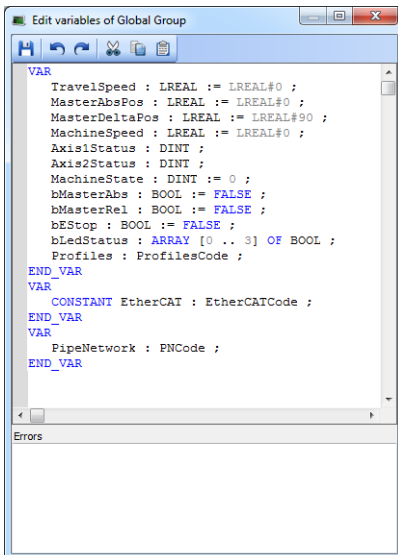 Edit variables of Global Group
VAR
TravelSpeed : LREAL := LREAL#0 ;
MasterAbsPos : LREAL := LREAL#0 ;
MasterDeltaPos : LREAL := LREAL#90 ;
MachineSpeed : LREAL := LREAL#0 ;
Axis1Status : DINT ;
Axis2Status : DINT ;
MachineState : DINT := 0 ;
bMasterAbs : BOOL := FALSE ;
bMasterRel : BOOL := FALSE ;
bEStop : BOOL := FALSE ;
bLedStatus : ARRAY [0 .. 3] OF BOOL ;
Profiles : ProfilesCode ;
END_VAR
VAR
CONSTANT EtherCAT : EtherCATCode ;
END_VAR
VAR
PipeNetwork : PNCode ;
END_VAR
Errors